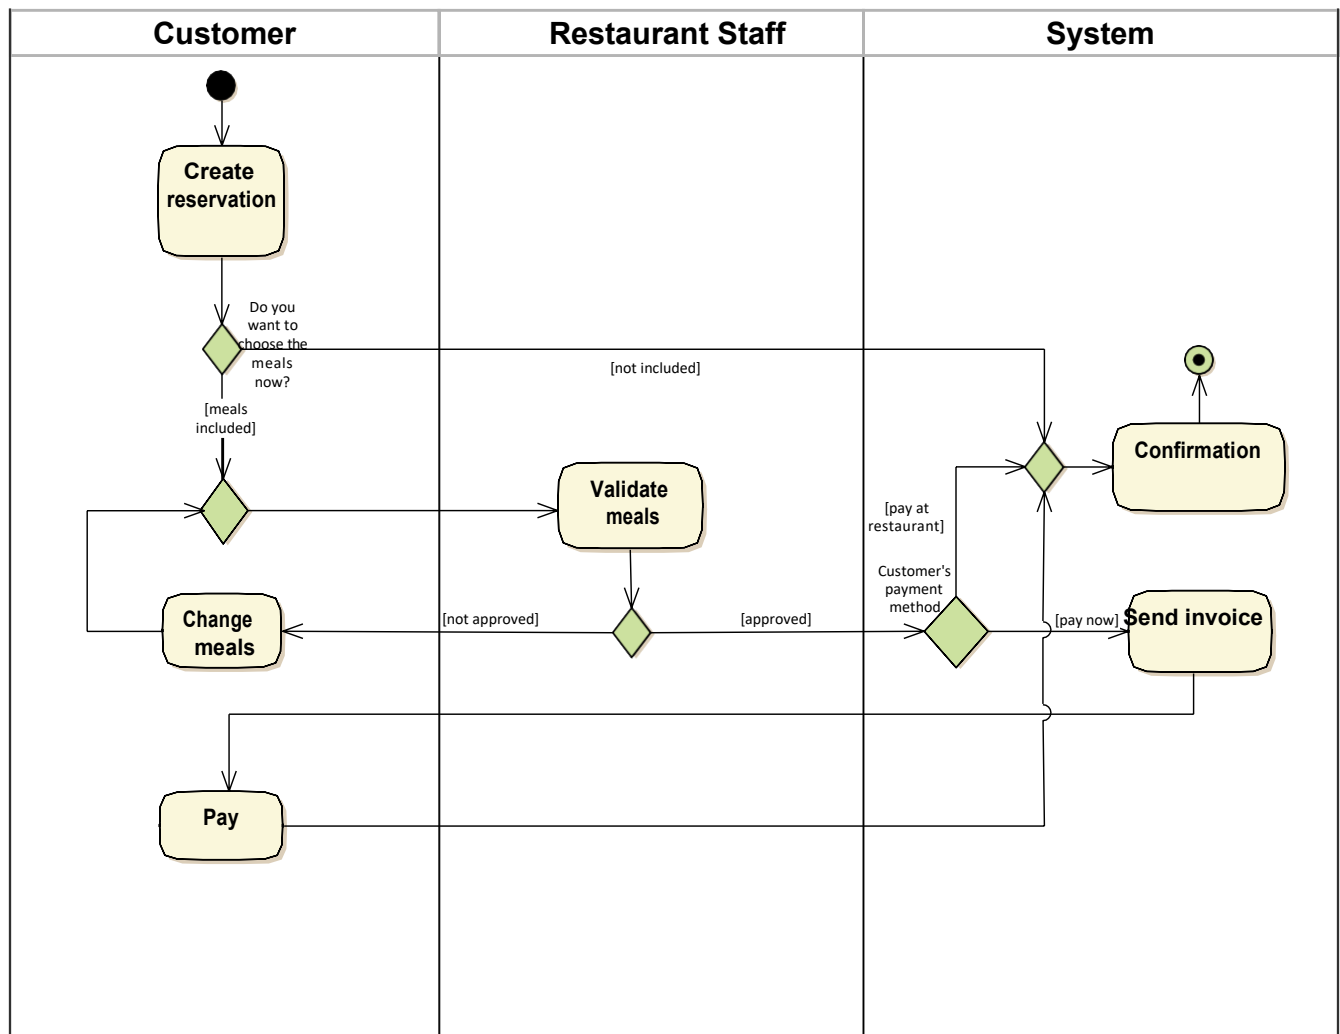 Customer
Restaurant Staff
System
Create
reservation
Do you
want to
choose the
meals
now?
[not included]
[meals
included]
Confirmation
Validate
meals
[pay at
restaurant]
Customer's
payment
method
Change
meals
[not approved]
[approved]
[pay now]
Send invoice
Pay